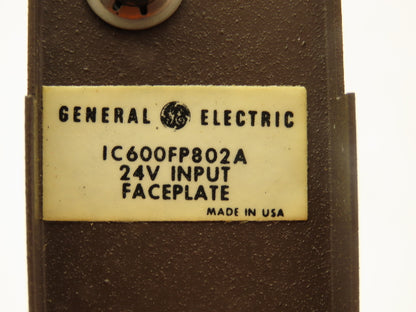 GENERAL ELECTRIC
IC600FP802A
24V INPUT
FACEPLATE
MADE IN USA